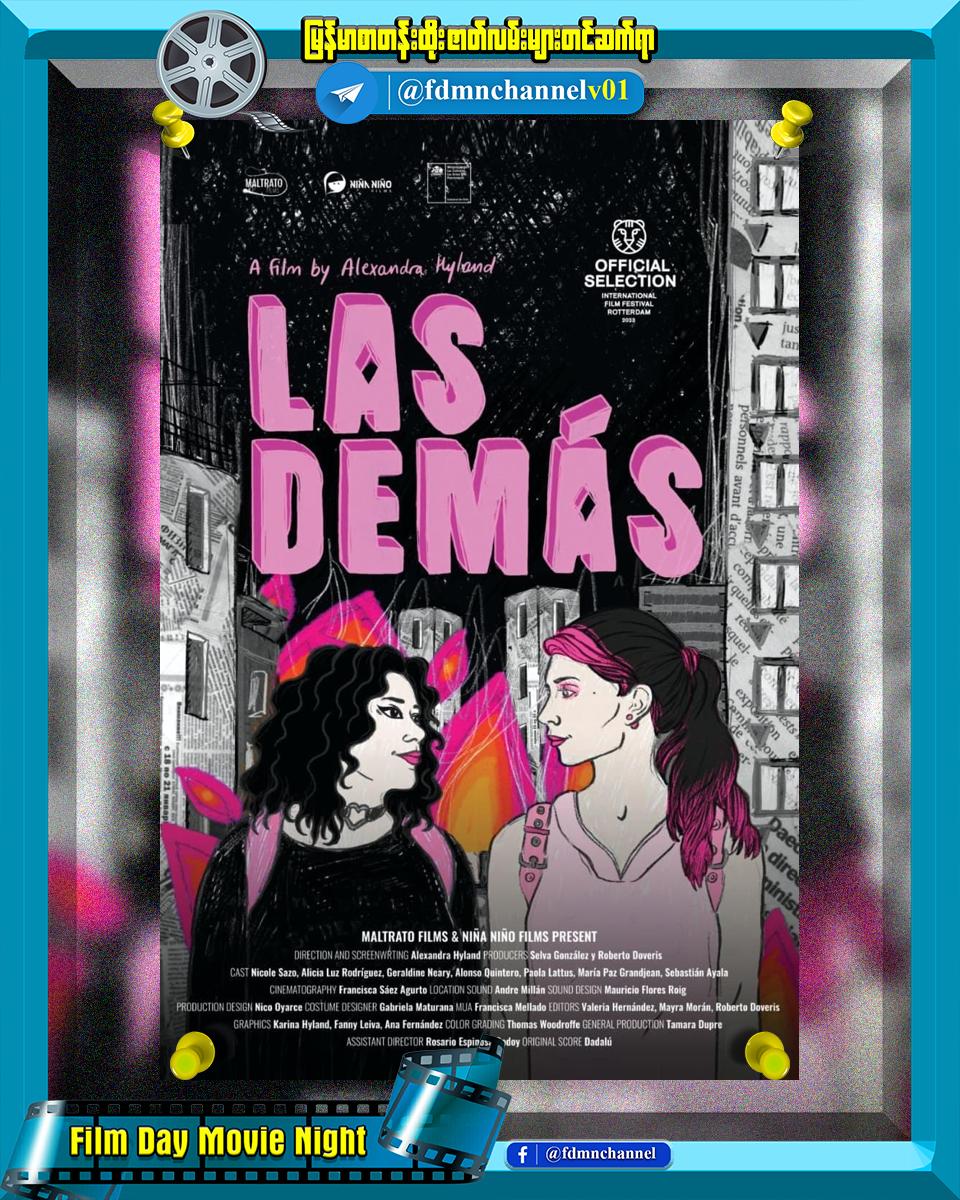 မြန်မာစာတန်းထိုး ဇာတ်လမ်းများတင်ဆက်ရာ
@fdmnchannelv01
MALTRATO
FILMS
NIÑA NIÑO
FILMS
A film by Alexandra Hyland
OFFICIAL
SELECTION
INTERNATIONAL
FILM FESTIVAL
ROTTERDAM
2023
LAS
DEMÁS
personnels avant d'acci
MALTRATO FILMS & NIÑA NIÑO FILMS PRESENT
DIRECTION AND SCREENWRITING Alexandra Hyland PRODUCERS Selva González y Roberto Doveris
CAST Nicole Sazo, Alicia Luz Rodríguez, Geraldine Neary, Alonso Quintero, Paola Lattus, María Paz Grandjean, Sebastián Ayala
CINEMATOGRAPHY Francisca Sáez Agurto LOCATION SOUND Andre Millán SOUND DESIGN Mauricio Flores Roig
PRODUCTION DESIGN Nico Oyarce COSTUME DESIGNER Gabriela Maturana MUA Francisca Mellado EDITORS Valeria Hernández, Mayra Morán, Roberto Doveris
GRAPHICS Karina Hyland, Fanny Leiva, Ana Fernández COLOR GRADING Thomas Woodroffe GENERAL PRODUCTION Tamara Dupre
ASSISTANT DIRECTOR Rosario Espinosa ORIGINAL SCORE Dadalú
Film Day Movie Night
@fdmnchannel